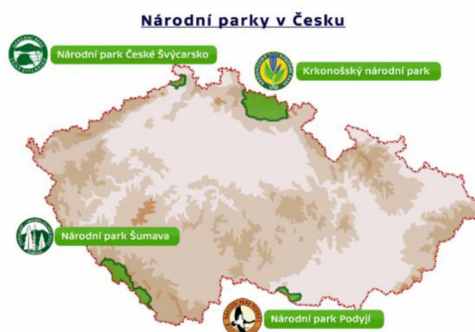 Národní parky v Česku
Národní park České Švýcarsko
Krkonošský národní park
Národní park Šumava
Národní park Podyjí